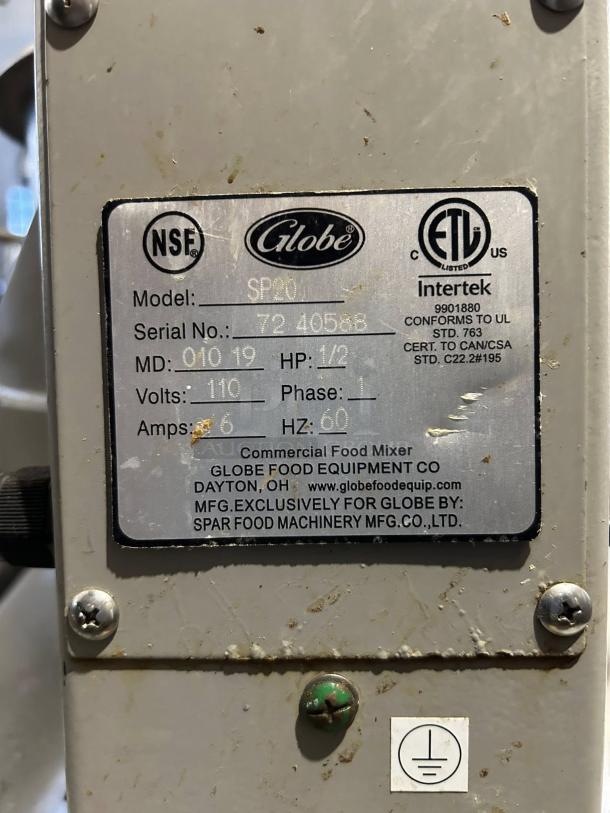 NSF®
Globe®
C ETL US
LISTED
Intertek
9901880
CONFORMS TO UL
STD. 763
CERT. TO CAN/CSA
STD. C22.2#195
Model: SP20
Serial No.: 72 40588
MD: 010 19 HP: 1/2
Volts: 110 Phase: 1
Amps: 6 HZ: 60
Commercial Food Mixer
GLOBE FOOD EQUIPMENT CO
DAYTON, OH www.globefoodequip.com
MFG.EXCLUSIVELY FOR GLOBE BY:
SPAR FOOD MACHINERY MFG.CO.,LTD.